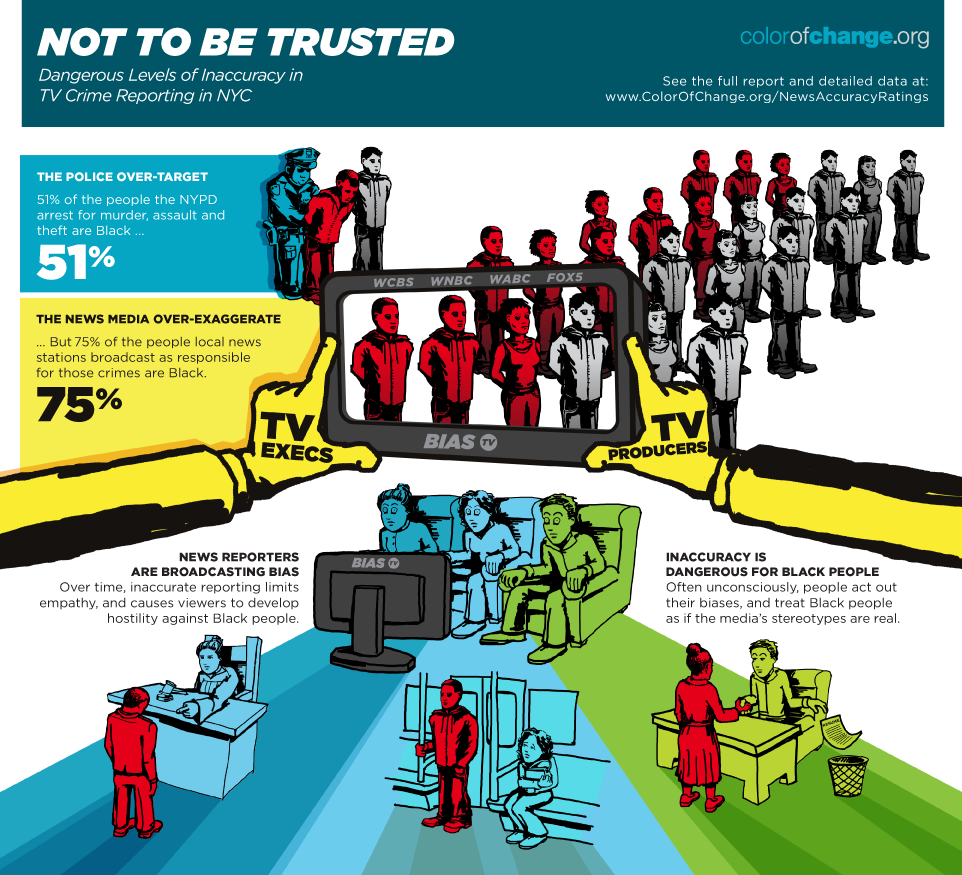 NOT TO BE TRUSTED
Dangerous Levels of Inaccuracy in
TV Crime Reporting in NYC
colorofchange.org
See the full report and detailed data at:
www.ColorOfChange.org/NewsAccuracyRatings
THE POLICE OVER-TARGET
51% of the people the NYPD
arrest for murder, assault and
theft are Black ...
51%
THE NEWS MEDIA OVER-EXAGGERATE
... But 75% of the people local news
stations broadcast as responsible
for those crimes are Black.
75%
WCBS WNBC WABC FOX5
BIAS TV
TV
EXECS
TV
PRODUCERS
NEWS REPORTERS
ARE BROADCASTING BIAS
Over time, inaccurate reporting limits
empathy, and causes viewers to develop
hostility against Black people.
BIAS TV
INACCURACY IS
DANGEROUS FOR BLACK PEOPLE
Often unconsciously, people act out
their biases, and treat Black people
as if the media's stereotypes are real.
RESUME